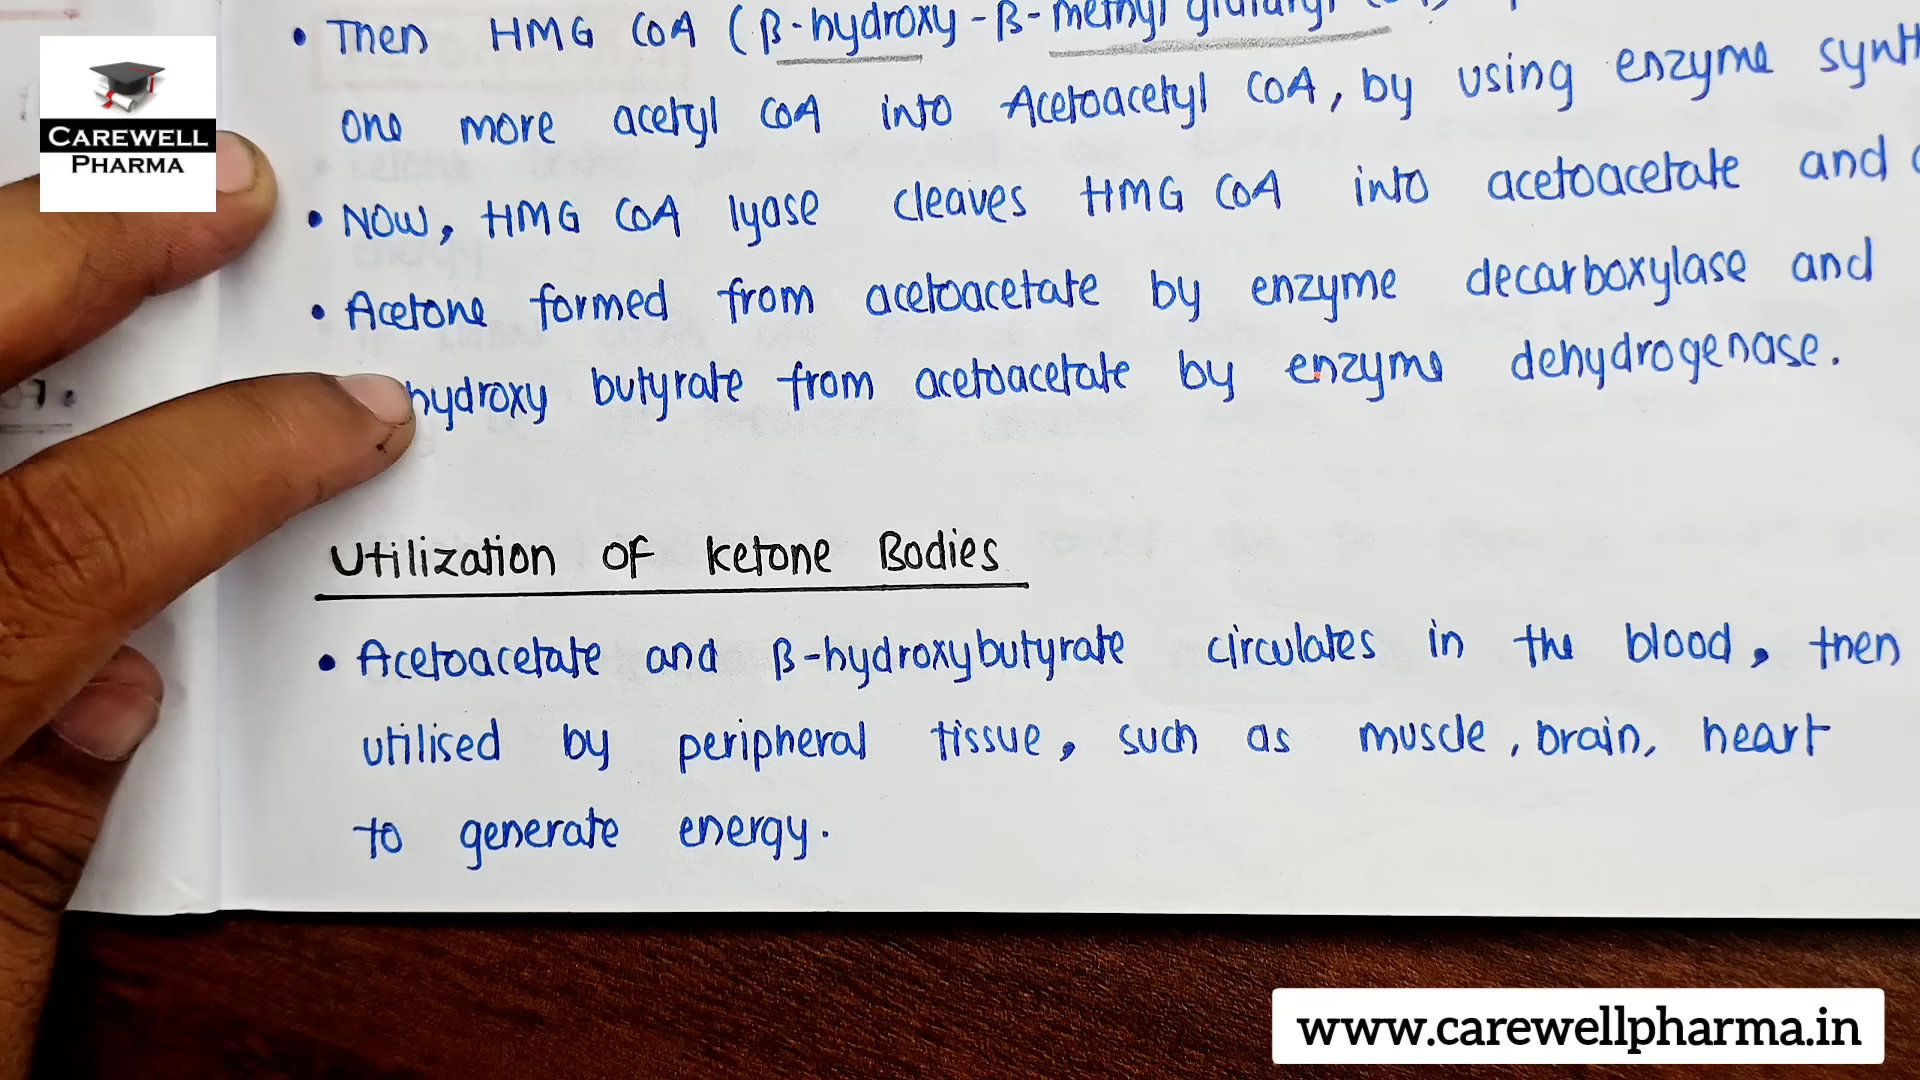 CAREWELL
PHARMA
• Then HMG CoA (β-hydroxy-β-methyl glutaryl
one more acetyl CoA into Acetoacetyl CoA, by using enzyme
• Now, HMG CoA lyase cleaves HMG CoA into acetoacetate and
• Acetone formed from acetoacetate by enzyme decarboxylase and
hydroxy butyrate from acetoacetate by enzyme dehydrogenase.
Utilization of ketone Bodies
• Acetoacetate and β-hydroxybutyrate circulates in the blood, then
utilised by peripheral tissue, such as muscle, brain, heart
to generate energy.
www.carewellpharma.in